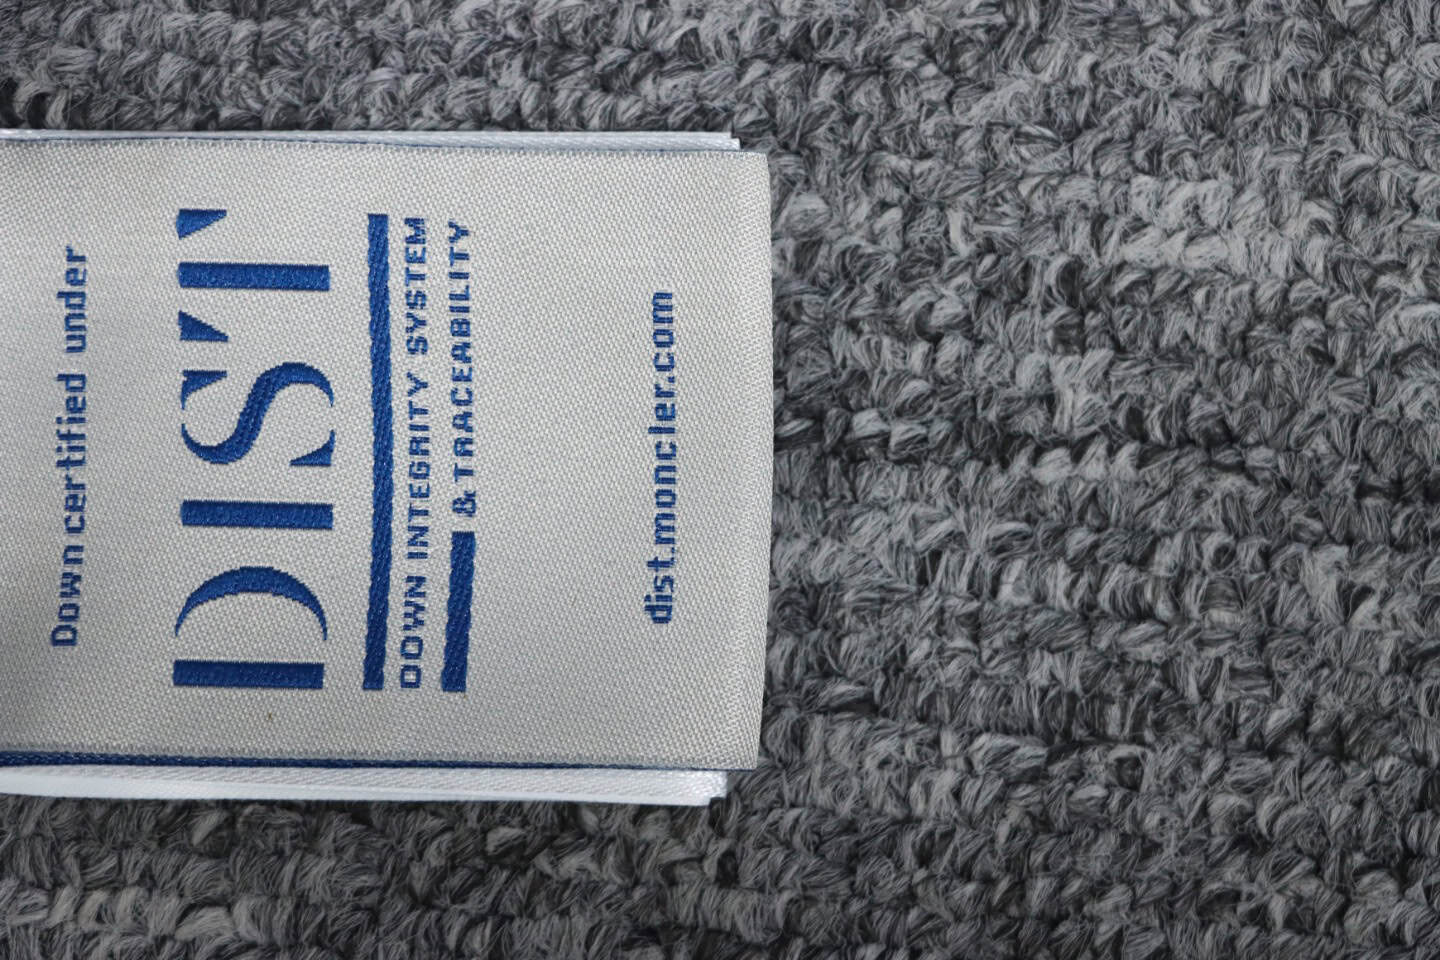 Down certified under
DIST
DOWN INTEGRITY SYSTEM
& TRACEABILITY
dist.moncler.com